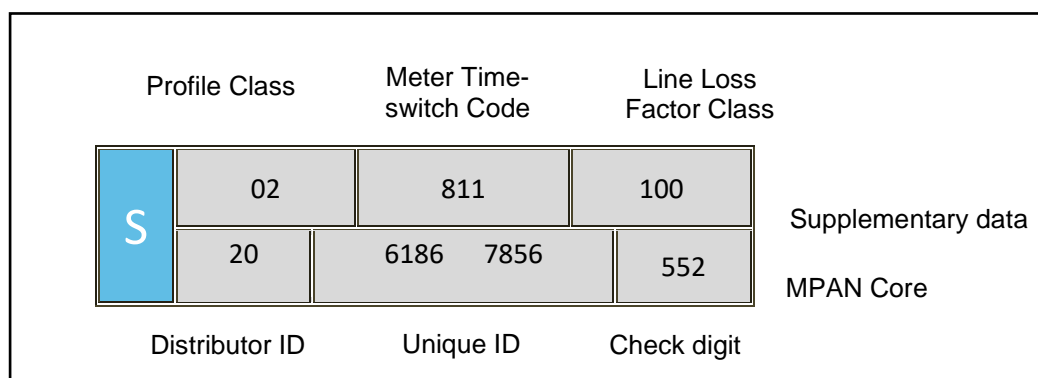 Profile Class
Meter Time-
switch Code
Line Loss
Factor Class
S
02
811
100
Supplementary data
20
6186 7856
552
MPAN Core
Distributor ID
Unique ID
Check digit